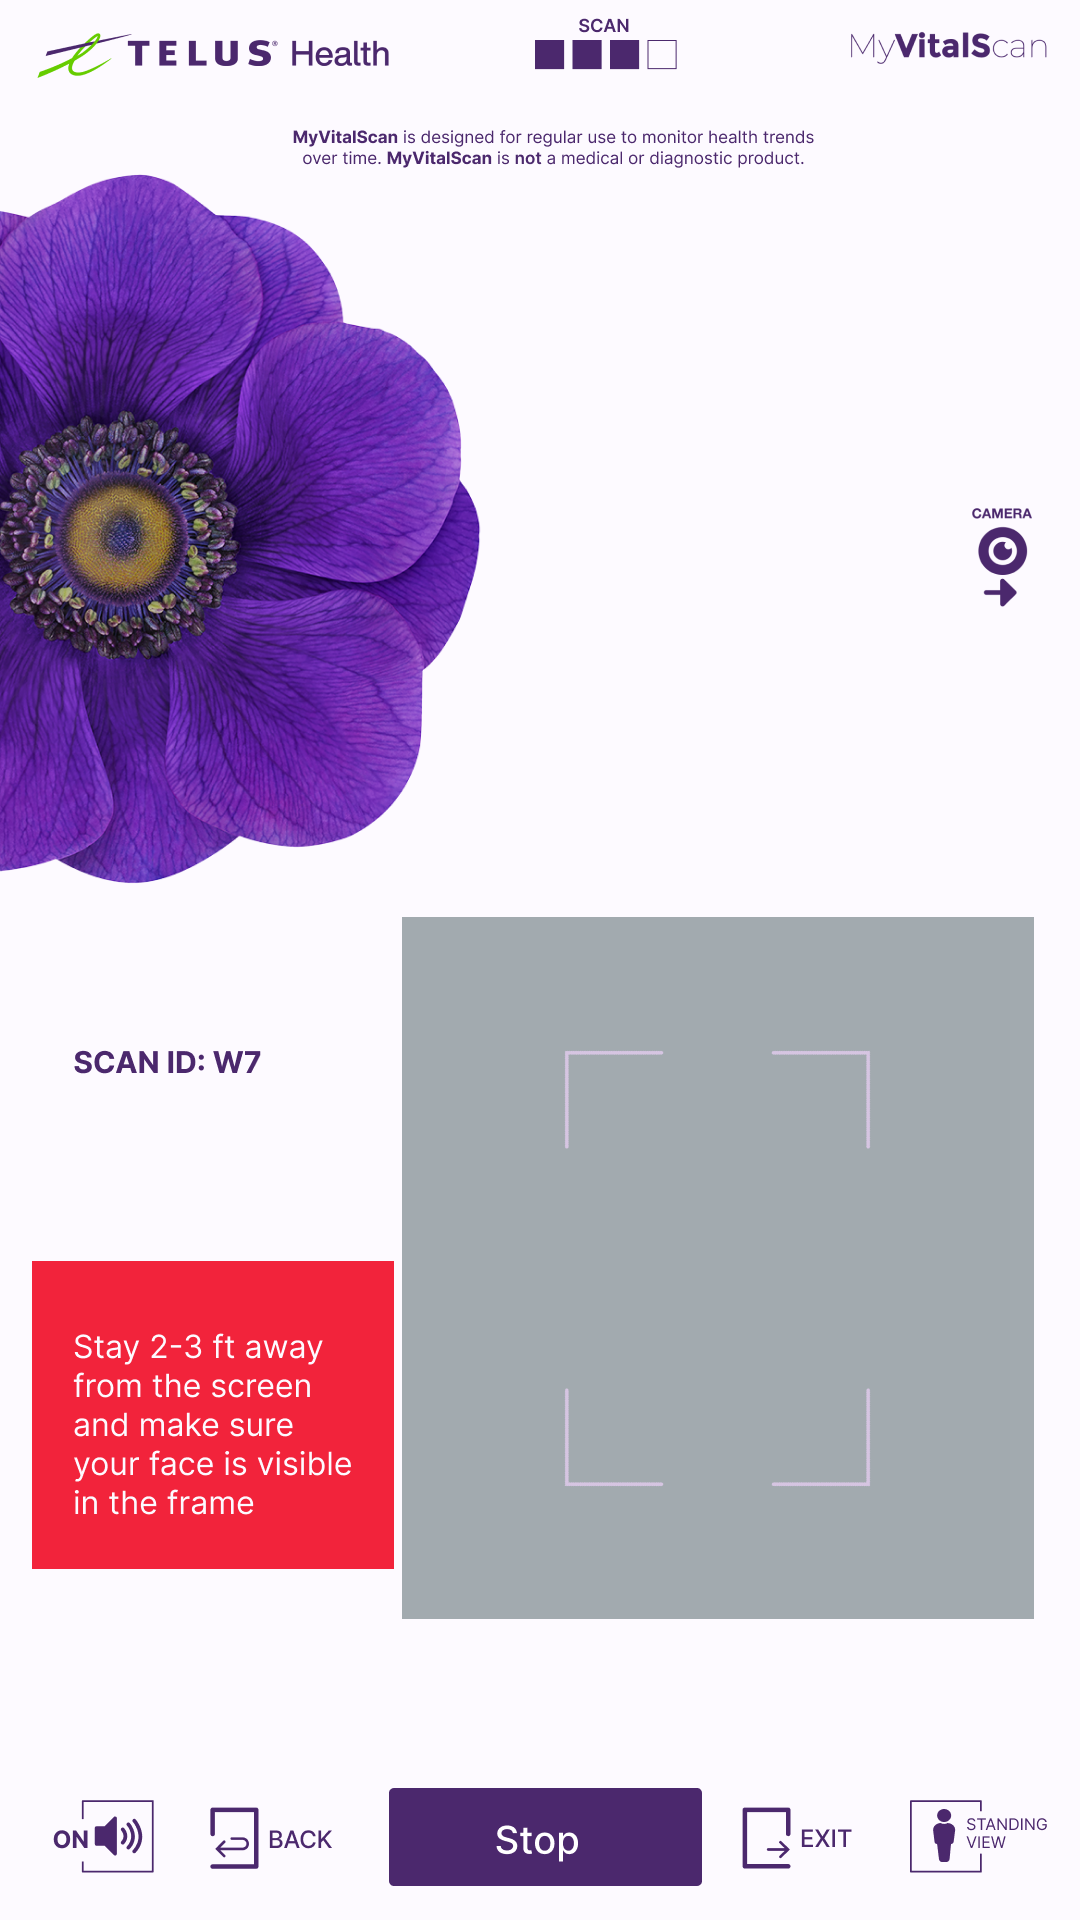 TELUS® Health
SCAN
MyVitalScan
MyVitalScan is designed for regular use to monitor health trends
over time. MyVitalScan is not a medical or diagnostic product.
CAMERA
SCAN ID: W7
Stay 2-3 ft away
from the screen
and make sure
your face is visible
in the frame
ON
BACK
Stop
EXIT
STANDING
VIEW